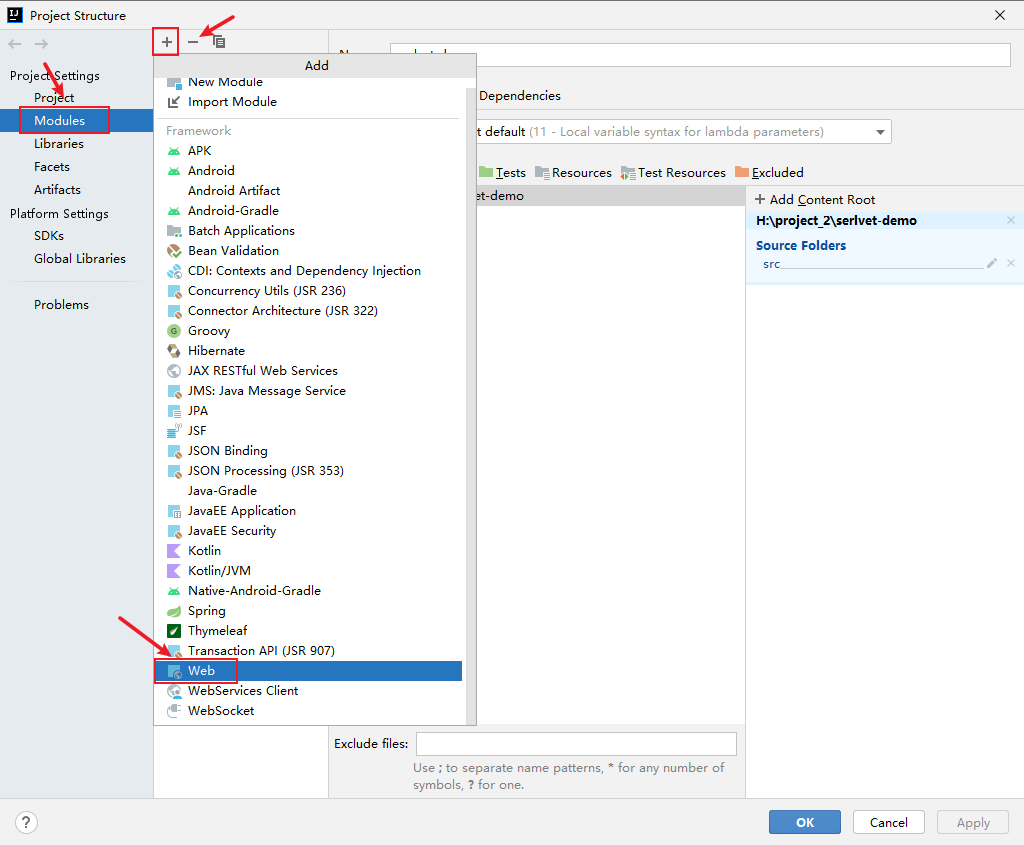 Project Structure
Add
New Module
Import Module
Framework
APK
Android
Android Artifact
Android-Gradle
Batch Applications
Bean Validation
CDI: Contexts and Dependency Injection
Concurrency Utils (JSR 236)
Connector Architecture (JSR 322)
Groovy
Hibernate
JAX RESTful Web Services
JMS: Java Message Service
JPA
JSF
JSON Binding
JSON Processing (JSR 353)
Java-Gradle
JavaEE Application
JavaEE Security
Kotlin
Kotlin/JVM
Native-Android-Gradle
Spring
Thymeleaf
Transaction API (JSR 907)
Web
WebServices Client
WebSocket
Project Settings
Project
Modules
Libraries
Facets
Artifacts
Platform Settings
SDKs
Global Libraries
Problems
Dependencies
default (11 - Local variable syntax for lambda parameters)
Tests Resources Test Resources Excluded
et-demo
+ Add Content Root
H:\project_2\serlvet-demo
Source Folders
src
Exclude files:
Use ; to separate name patterns, * for any number of
symbols, ? for one.
?
OK Cancel Apply